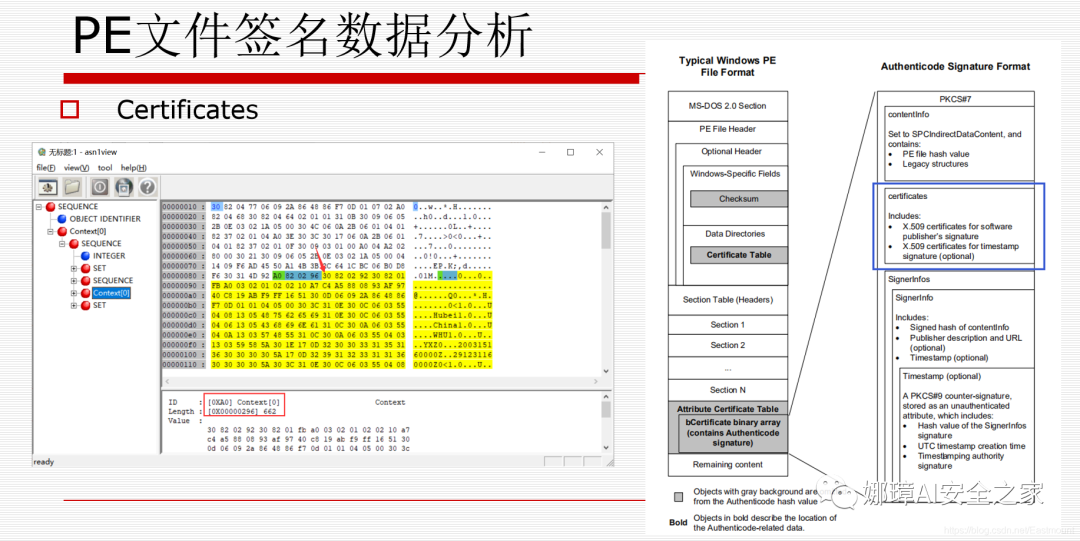 PE文件签名数据分析
Certificates
无标题:1 - asn1view
file(F) view(V) tool help(H)
SEQUENCE
OBJECT IDENTIFIER
Context[0]
SEQUENCE
INTEGER
SET
SEQUENCE
Context[0]
SET
00000010 : 30 82 04 77 06 09 2A 86 48 86 F7 0D 01 07 02 A0 0..w..*.H.......
00000020 : 82 04 68 30 82 04 64 02 01 01 31 0B 30 09 06 05 ..h0..d...1.0...
00000030 : 2B 0E 03 02 1A 05 00 30 4C 06 0A 2B 06 01 04 01 +......0L..+....
00000040 : 82 37 02 01 04 A0 3E 30 3C 30 17 06 0A 2B 06 01 .7....>0<0...+..
00000050 : 04 01 82 37 02 01 0F 30 09 03 01 00 A0 04 A2 02 ...7...0........
00000060 : 80 00 30 21 30 09 06 05 2B 0E 03 02 1A 05 00 04 ..0!0...+.......
00000070 : 14 09 F6 AD 45 50 A1 4B 3B 2C 64 1C BC 06 B0 D8
00000080 : F6 30 31 4D 92 A0 82 02 96 30 82 02 92 30 82 01 .01M.....0...0..
00000090 : FB A0 03 02 01 02 02 10 A7 C4 A5 88 08 93 AF 97 ................
000000a0 : 40 C8 19 AB F9 FF 16 51 30 0D 06 09 2A 86 48 86 @......Q0...*.H.
000000b0 : F7 0D 01 01 04 05 00 30 3C 31 0E 30 0C 06 03 55 .......0<1.0...U
000000c0 : 04 08 13 05 48 75 62 65 69 31 0E 30 0C 06 03 55 ....Hubei1.0...U
000000d0 : 04 06 13 05 43 68 69 6E 61 31 0C 30 0A 06 03 55 ....China1.0...U
000000e0 : 04 0A 13 03 57 48 55 31 0C 30 0A 06 03 55 04 03 ....WHU1.0...U..
000000f0 : 13 03 59 58 5A 30 1E 17 0D 32 30 30 33 31 35 31 ..YXZ0...2003151
00000100 : 36 30 30 30 30 5A 17 0D 32 39 31 32 33 31 31 36 60000Z..29123116
00000110 : 30 30 30 30 5A 30 3C 31 0E 30 0C 06 03 55 04 08 0000Z0<1.0...U..
ID : [0XA0] Context[0] Context
Length : [0X00000296] 662
Value :
30 82 02 92 30 82 01 fb a0 03 02 01 02 02 10 a7
c4 a5 88 08 93 af 97 40 c8 19 ab f9 ff 16 51 30
0d 06 09 2a 86 48 86 f7 0d 01 01 04 05 00 30 3c
ready
Typical Windows PE
File Format
MS-DOS 2.0 Section
PE File Header
Optional Header
Windows-Specific Fields
Checksum
Data Directories
Certificate Table
Section Table (Headers)
Section 1
Section 2
...
Section N
Attribute Certificate Table
bCertificate binary array
(contains Authenticode
signature)
Remaining content
Objects with gray background are
from the Authenticode hash value
Bold Objects in bold describe the location of
the Authenticode-related data.
Authenticode Signature Format
PKCS#7
contentInfo
Set to SPCIndirectDataContent, and
contains:
• PE file hash value
• Legacy structures
certificates
Includes:
• X.509 certificates for software
publisher's signature
• X.509 certificates for timestamp
signature (optional)
SignerInfos
SignerInfo
Includes:
• Signed hash of contentInfo
• Publisher description and URL
(optional)
• Timestamp (optional)
Timestamp (optional)
A PKCS#9 counter-signature,
stored as an unauthenticated
attribute, which includes:
• Hash value of the SignerInfos
signature
• UTC timestamp creation time
• Timestamping authority
signature
娜璋AI安全之家